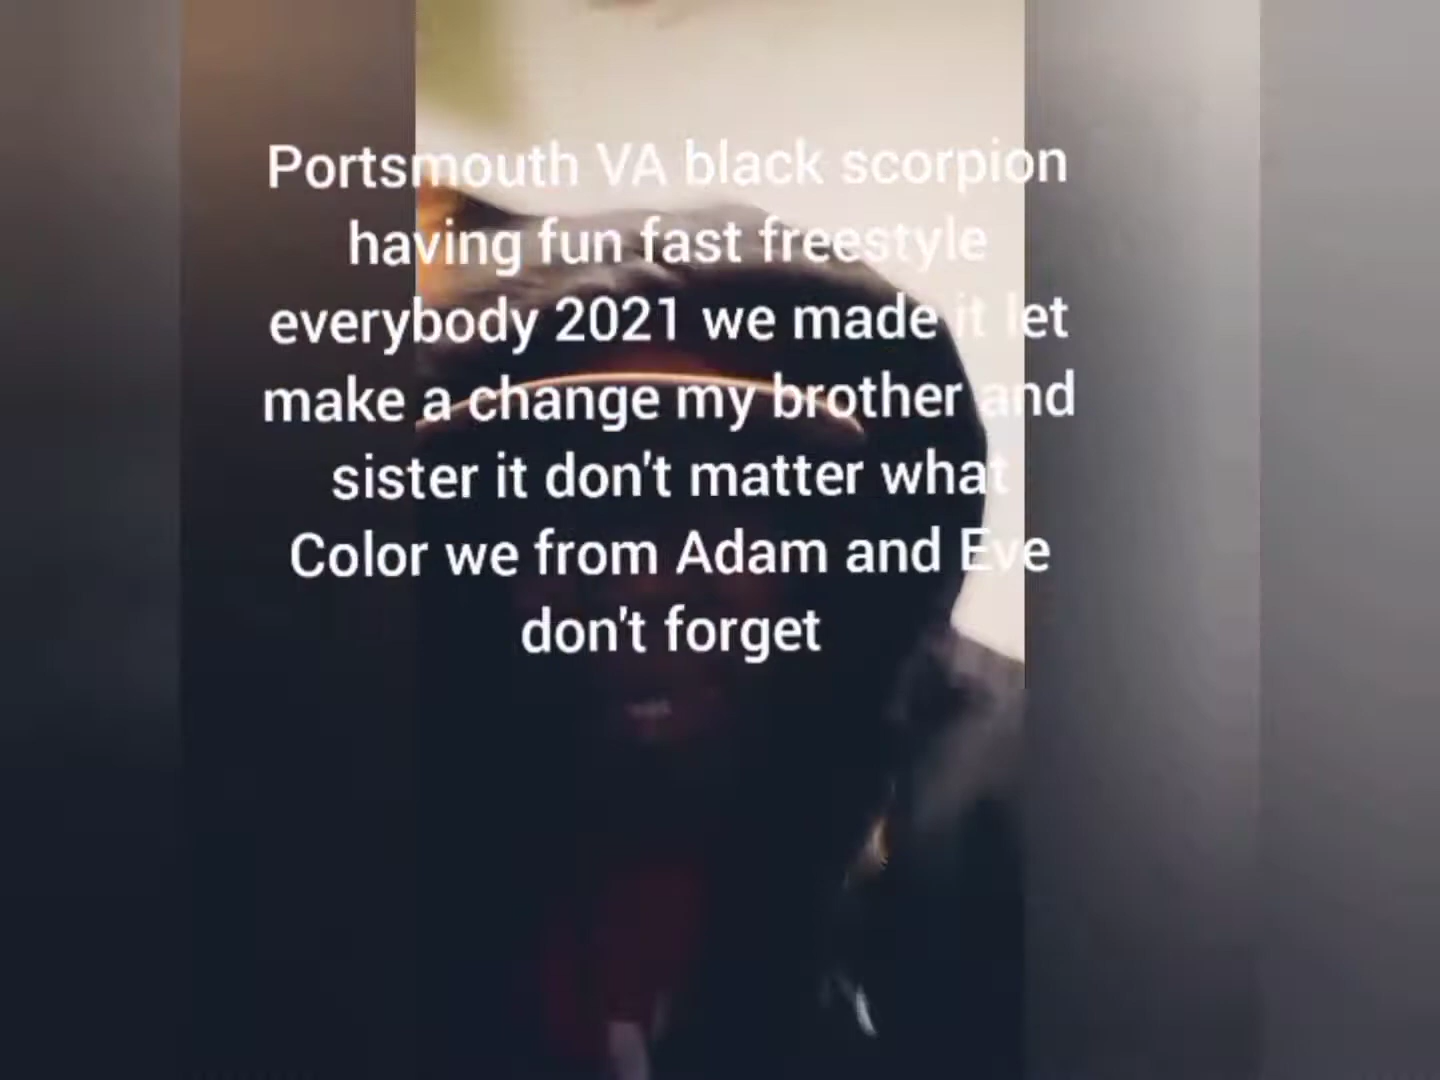 Portsmouth VA black scorpion
having fun fast freestyle
everybody 2021 we made it let
make a change my brother and
sister it don't matter what
Color we from Adam and Eve
don't forget